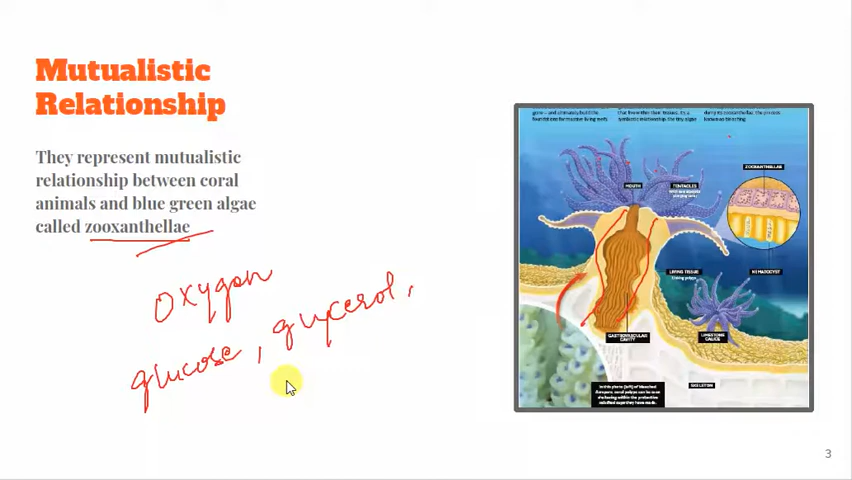 Mutualistic
Relationship
They represent mutualistic
relationship between coral
animals and blue green algae
called zooxanthellae
oxygen
glucose, glycerol,
MOUTH
TENTACLES
ZOOXANTHELLAE
LIVING TISSUE
NEMADOCYST
GASTROVASCULAR
CAVITY
LIMESTONE
CALICE
SKELETON
3